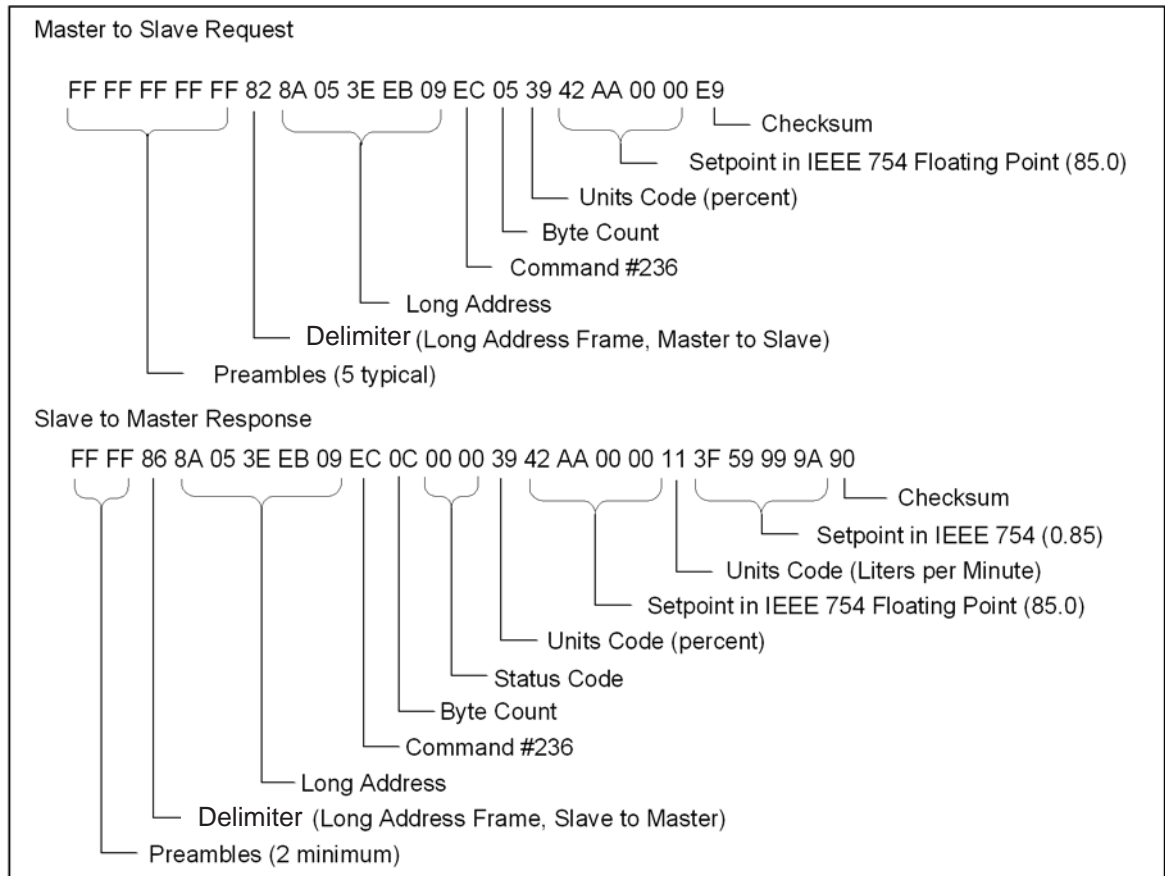 Master to Slave Request
FF FF FF FF FF 82 8A 05 3E EB 09 EC 05 39 42 AA 00 00 E9
Checksum
Setpoint in IEEE 754 Floating Point (85.0)
Units Code (percent)
Byte Count
Command #236
Long Address
Delimiter (Long Address Frame, Master to Slave)
Preambles (5 typical)
Slave to Master Response
FF FF 86 8A 05 3E EB 09 EC 0C 00 00 39 42 AA 00 00 11 3F 59 99 9A 90
Checksum
Setpoint in IEEE 754 (0.85)
Units Code (Liters per Minute)
Setpoint in IEEE 754 Floating Point (85.0)
Units Code (percent)
Status Code
Byte Count
Command #236
Long Address
Delimiter (Long Address Frame, Slave to Master)
Preambles (2 minimum)